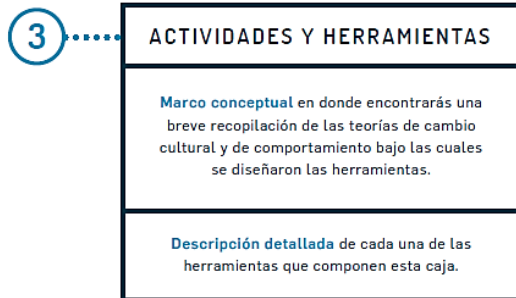 3
ACTIVIDADES Y HERRAMIENTAS
Marco conceptual en donde encontrarás una
breve recopilación de las teorías de cambio
cultural y de comportamiento bajo las cuales
se diseñaron las herramientas.
Descripción detallada de cada una de las
herramientas que componen esta caja.